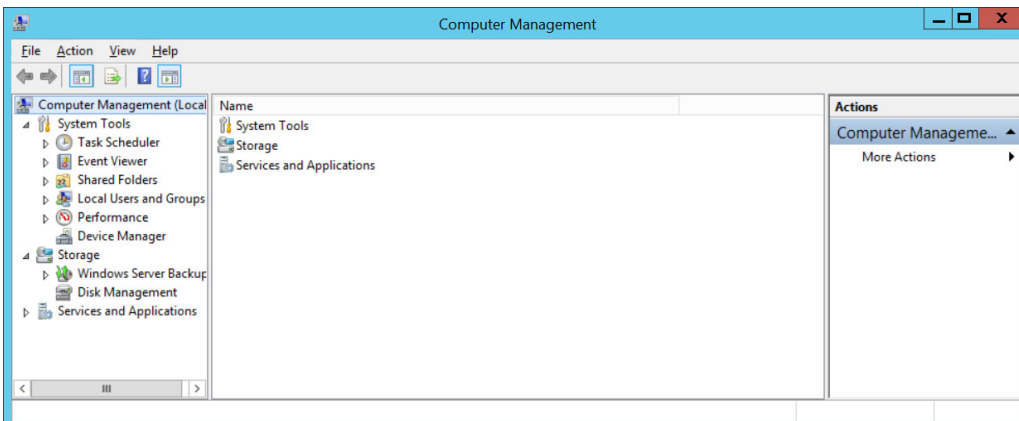 Computer Management
File Action View Help
Computer Management (Local
System Tools
Task Scheduler
Event Viewer
Shared Folders
Local Users and Groups
Performance
Device Manager
Storage
Windows Server Backup
Disk Management
Services and Applications
Name
System Tools
Storage
Services and Applications
Actions
Computer Manageme...
More Actions